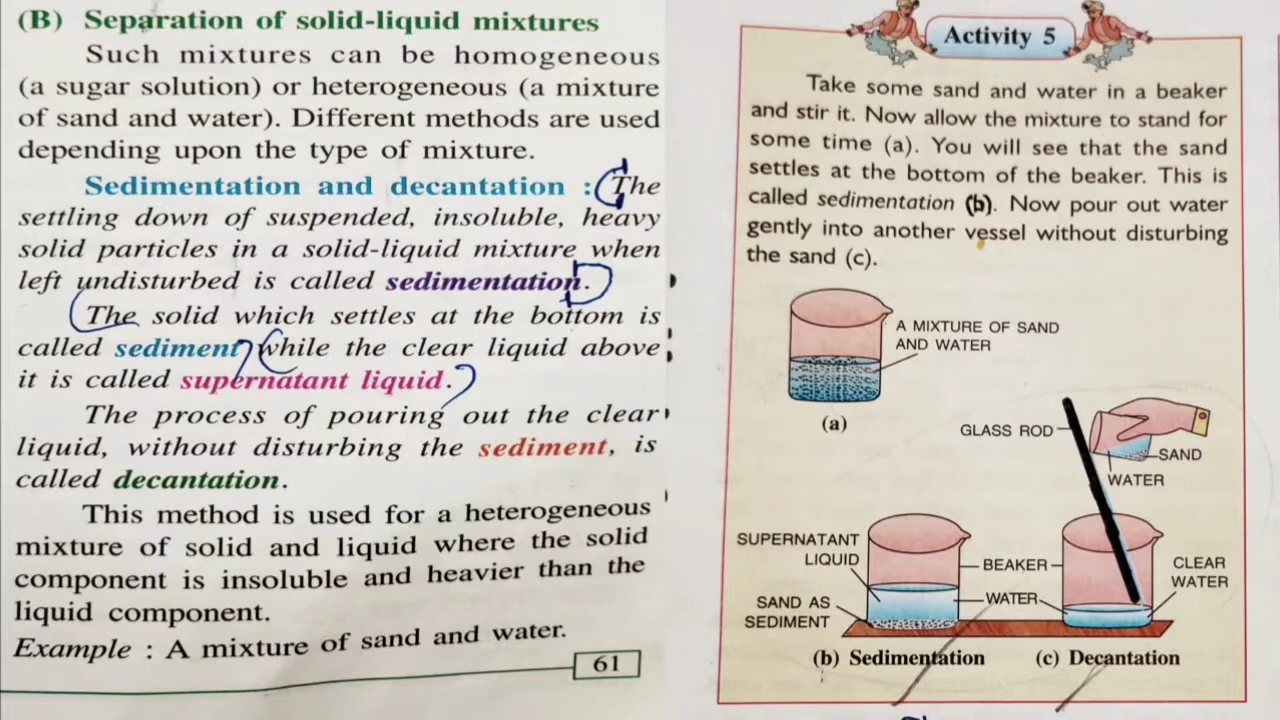 (B) Separation of solid-liquid mixtures
Such mixtures can be homogeneous
(a sugar solution) or heterogeneous (a mixture
of sand and water). Different methods are used
depending upon the type of mixture.
Sedimentation and decantation : The
settling down of suspended, insoluble, heavy
solid particles in a solid-liquid mixture when
left undisturbed is called sedimentation.
The solid which settles at the bottom is
called sediment while the clear liquid above
it is called supernatant liquid.
The process of pouring out the clear
liquid, without disturbing the sediment, is
called decantation.
This method is used for a heterogeneous
mixture of solid and liquid where the solid
component is insoluble and heavier than the
liquid component.
Example : A mixture of sand and water.
61
Activity 5
Take some sand and water in a beaker
and stir it. Now allow the mixture to stand for
some time (a). You will see that the sand
settles at the bottom of the beaker. This is
called sedimentation (b). Now pour out water
gently into another vessel without disturbing
the sand (c).
A MIXTURE OF SAND
AND WATER
(a)
GLASS ROD
SAND
WATER
SUPERNATANT
LIQUID
BEAKER
CLEAR
WATER
WATER
SAND AS
SEDIMENT
(b) Sedimentation
(c) Decantation